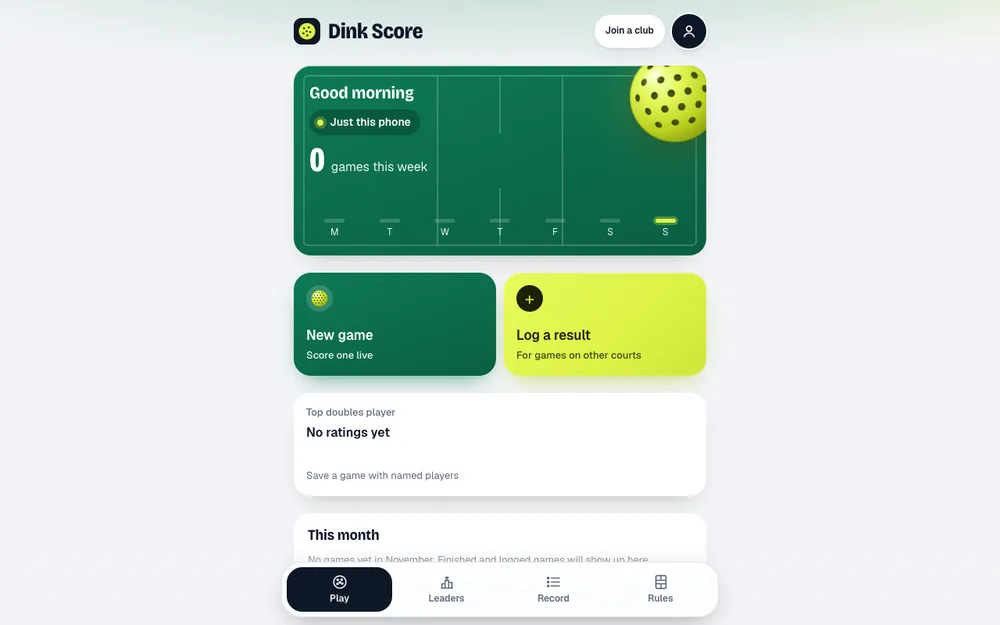 Dink Score
Join a club
Good morning
Just this phone
0 games this week
M T W T F S S
New game
Score one live
Log a result
For games on other courts
Top doubles player
No ratings yet
Save a game with named players
This month
No games yet in November. Finished and logged games will show up here.
Play
Leaders
Record
Rules